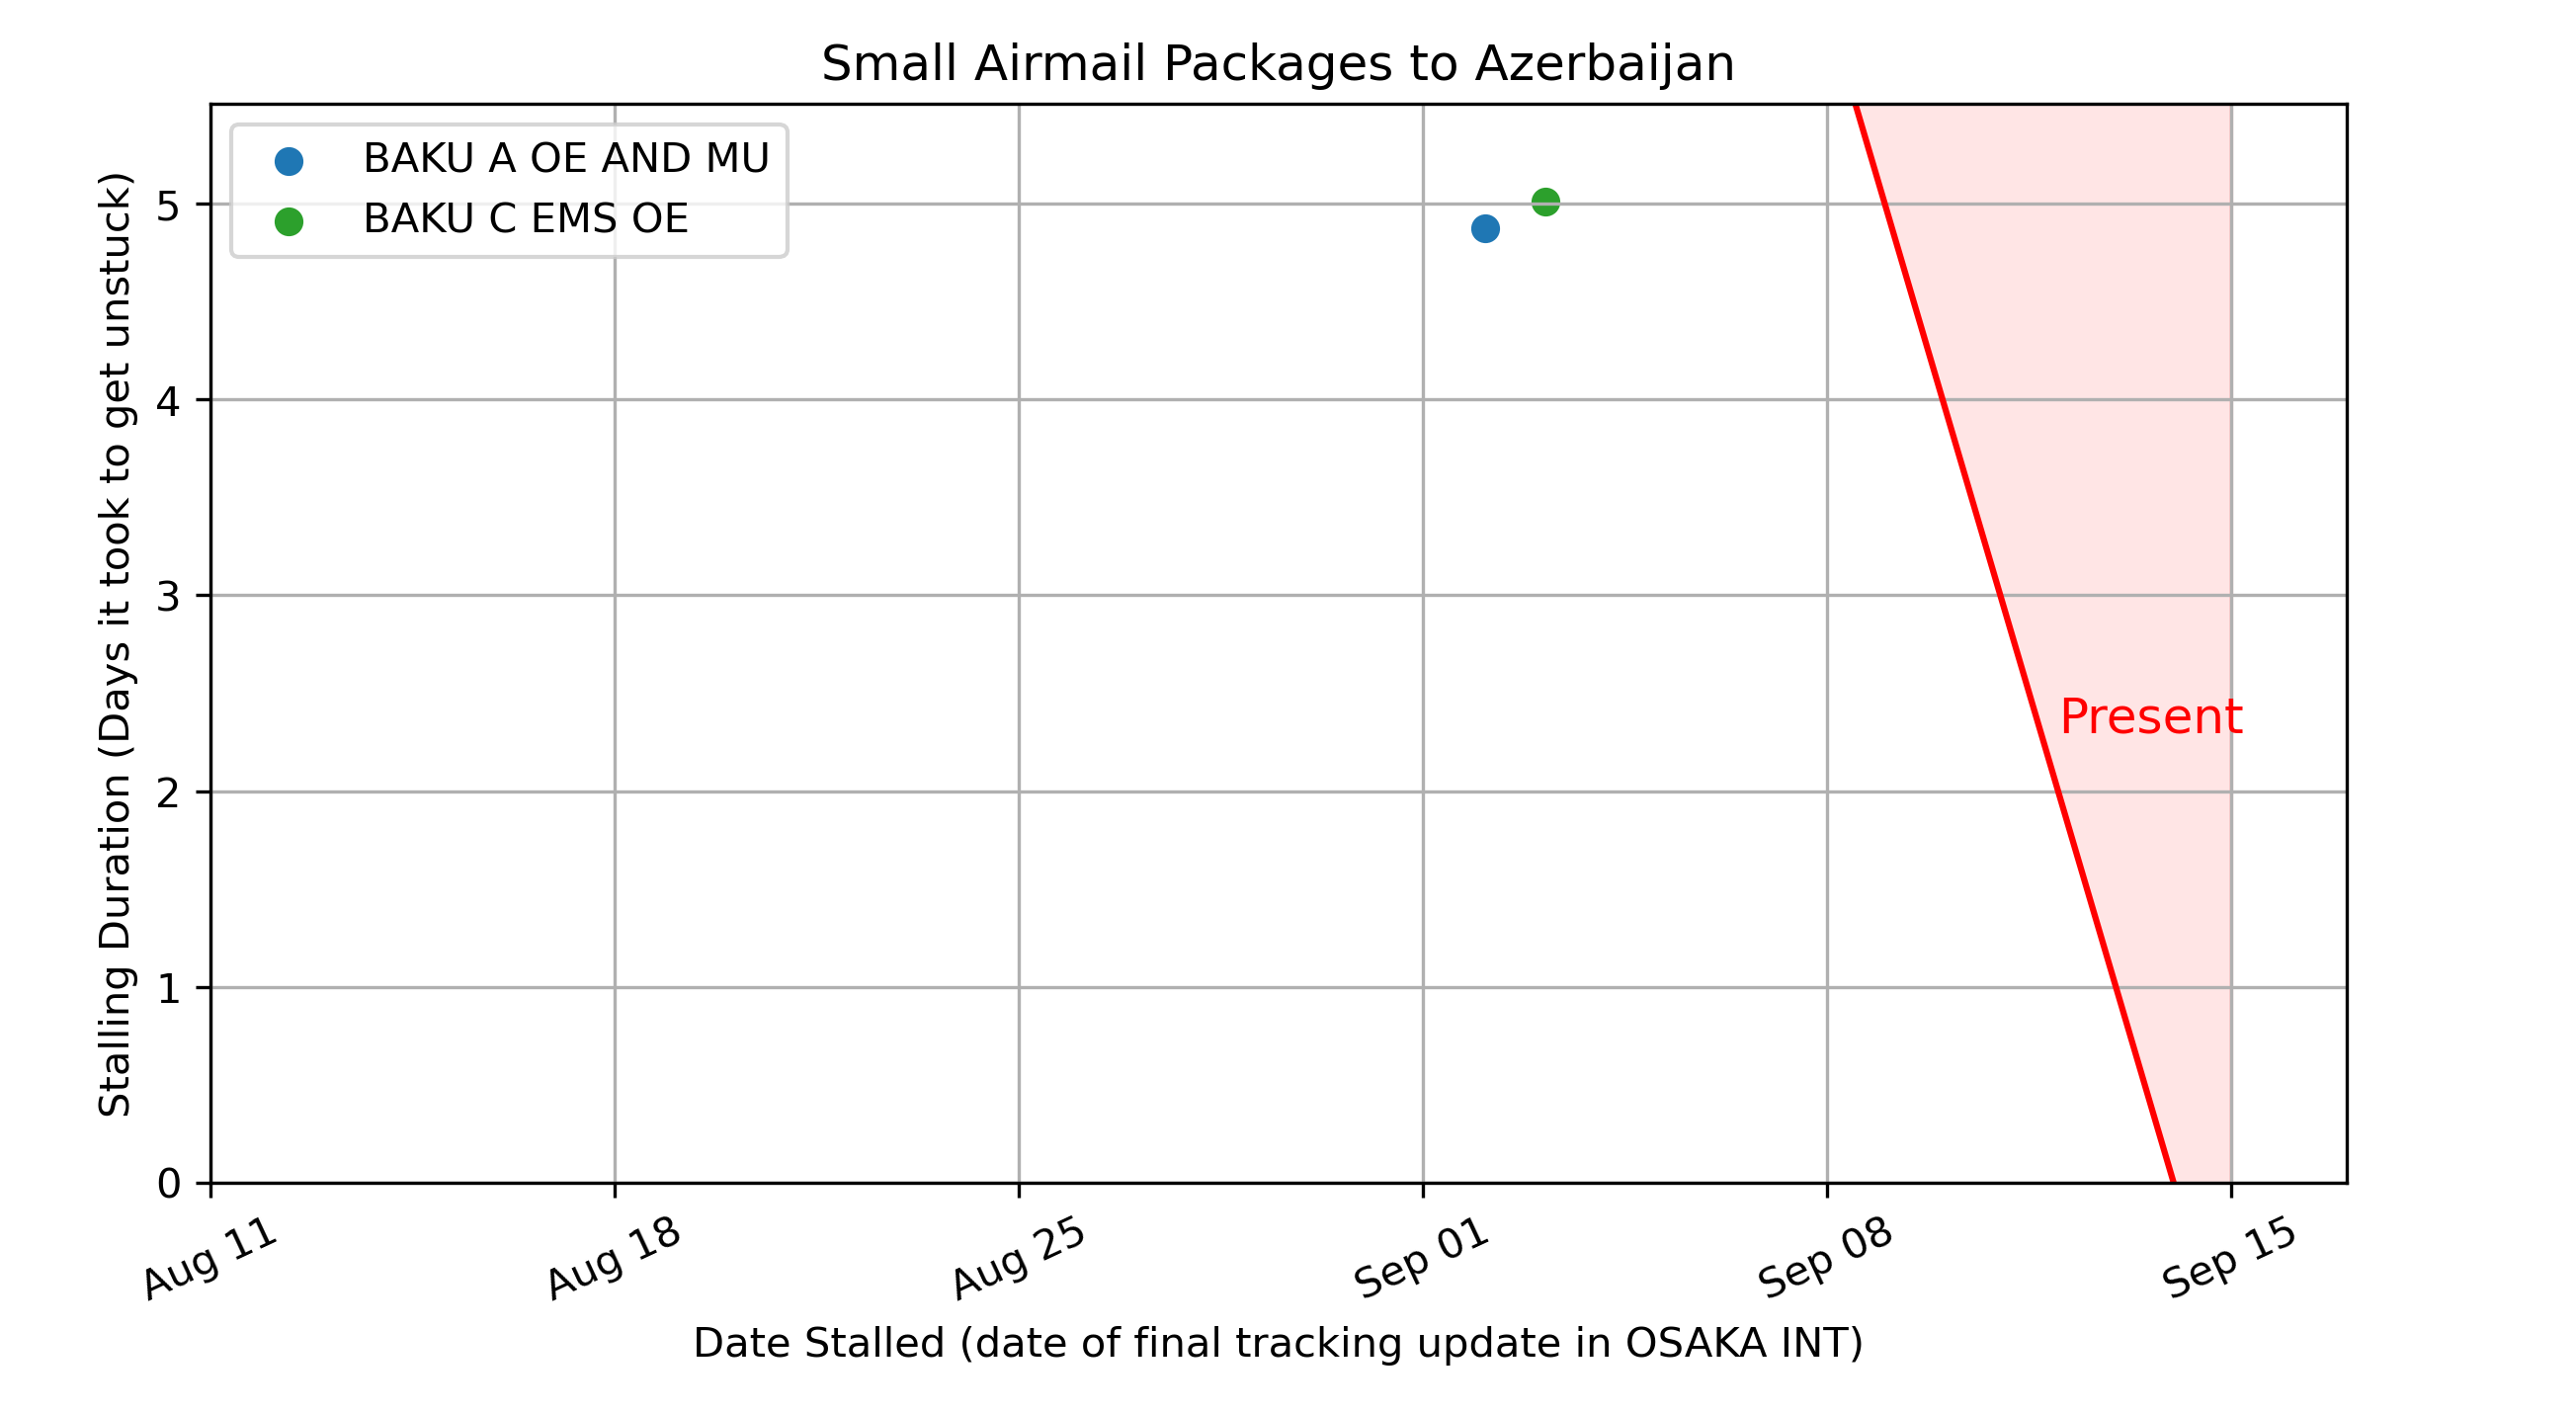 Small Airmail Packages to Azerbaijan
BAKU A OE AND MU
BAKU C EMS OE
Stalling Duration (Days it took to get unstuck)
5
4
3
2
1
0
Present
Aug 11
Aug 18
Aug 25
Sep 01
Sep 08
Sep 15
Date Stalled (date of final tracking update in OSAKA INT)